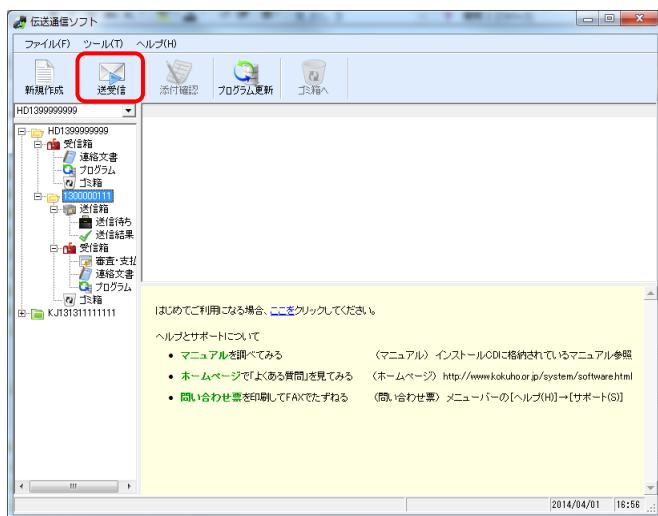 伝送通信ソフト
ファイル(F) ツール(T) ヘルプ(H)
新規作成 送受信 添付確認 プログラム更新 ゴミ箱へ
HD1399999999
HD1399999999
受信箱
連絡文書
プログラム
ゴミ箱
1300000111
送信箱
送信待ち
送信結果
受信箱
審査・支払
連絡文書
プログラム
ゴミ箱
KJ131311111111
はじめてご利用になる場合、ここをクリックしてください。
ヘルプとサポートについて
• マニュアルを調べてみる (マニュアル) インストールCDに格納されているマニュアル参照
• ホームページで「よくある質問」を見てみる (ホームページ) http://www.kokuho.or.jp/system/software.html
• 問い合わせ票を印刷してFAXでたずねる (問い合わせ票) メニューバーの[ヘルプ(H)]→[サポート(S)]
2014/04/01 16:56